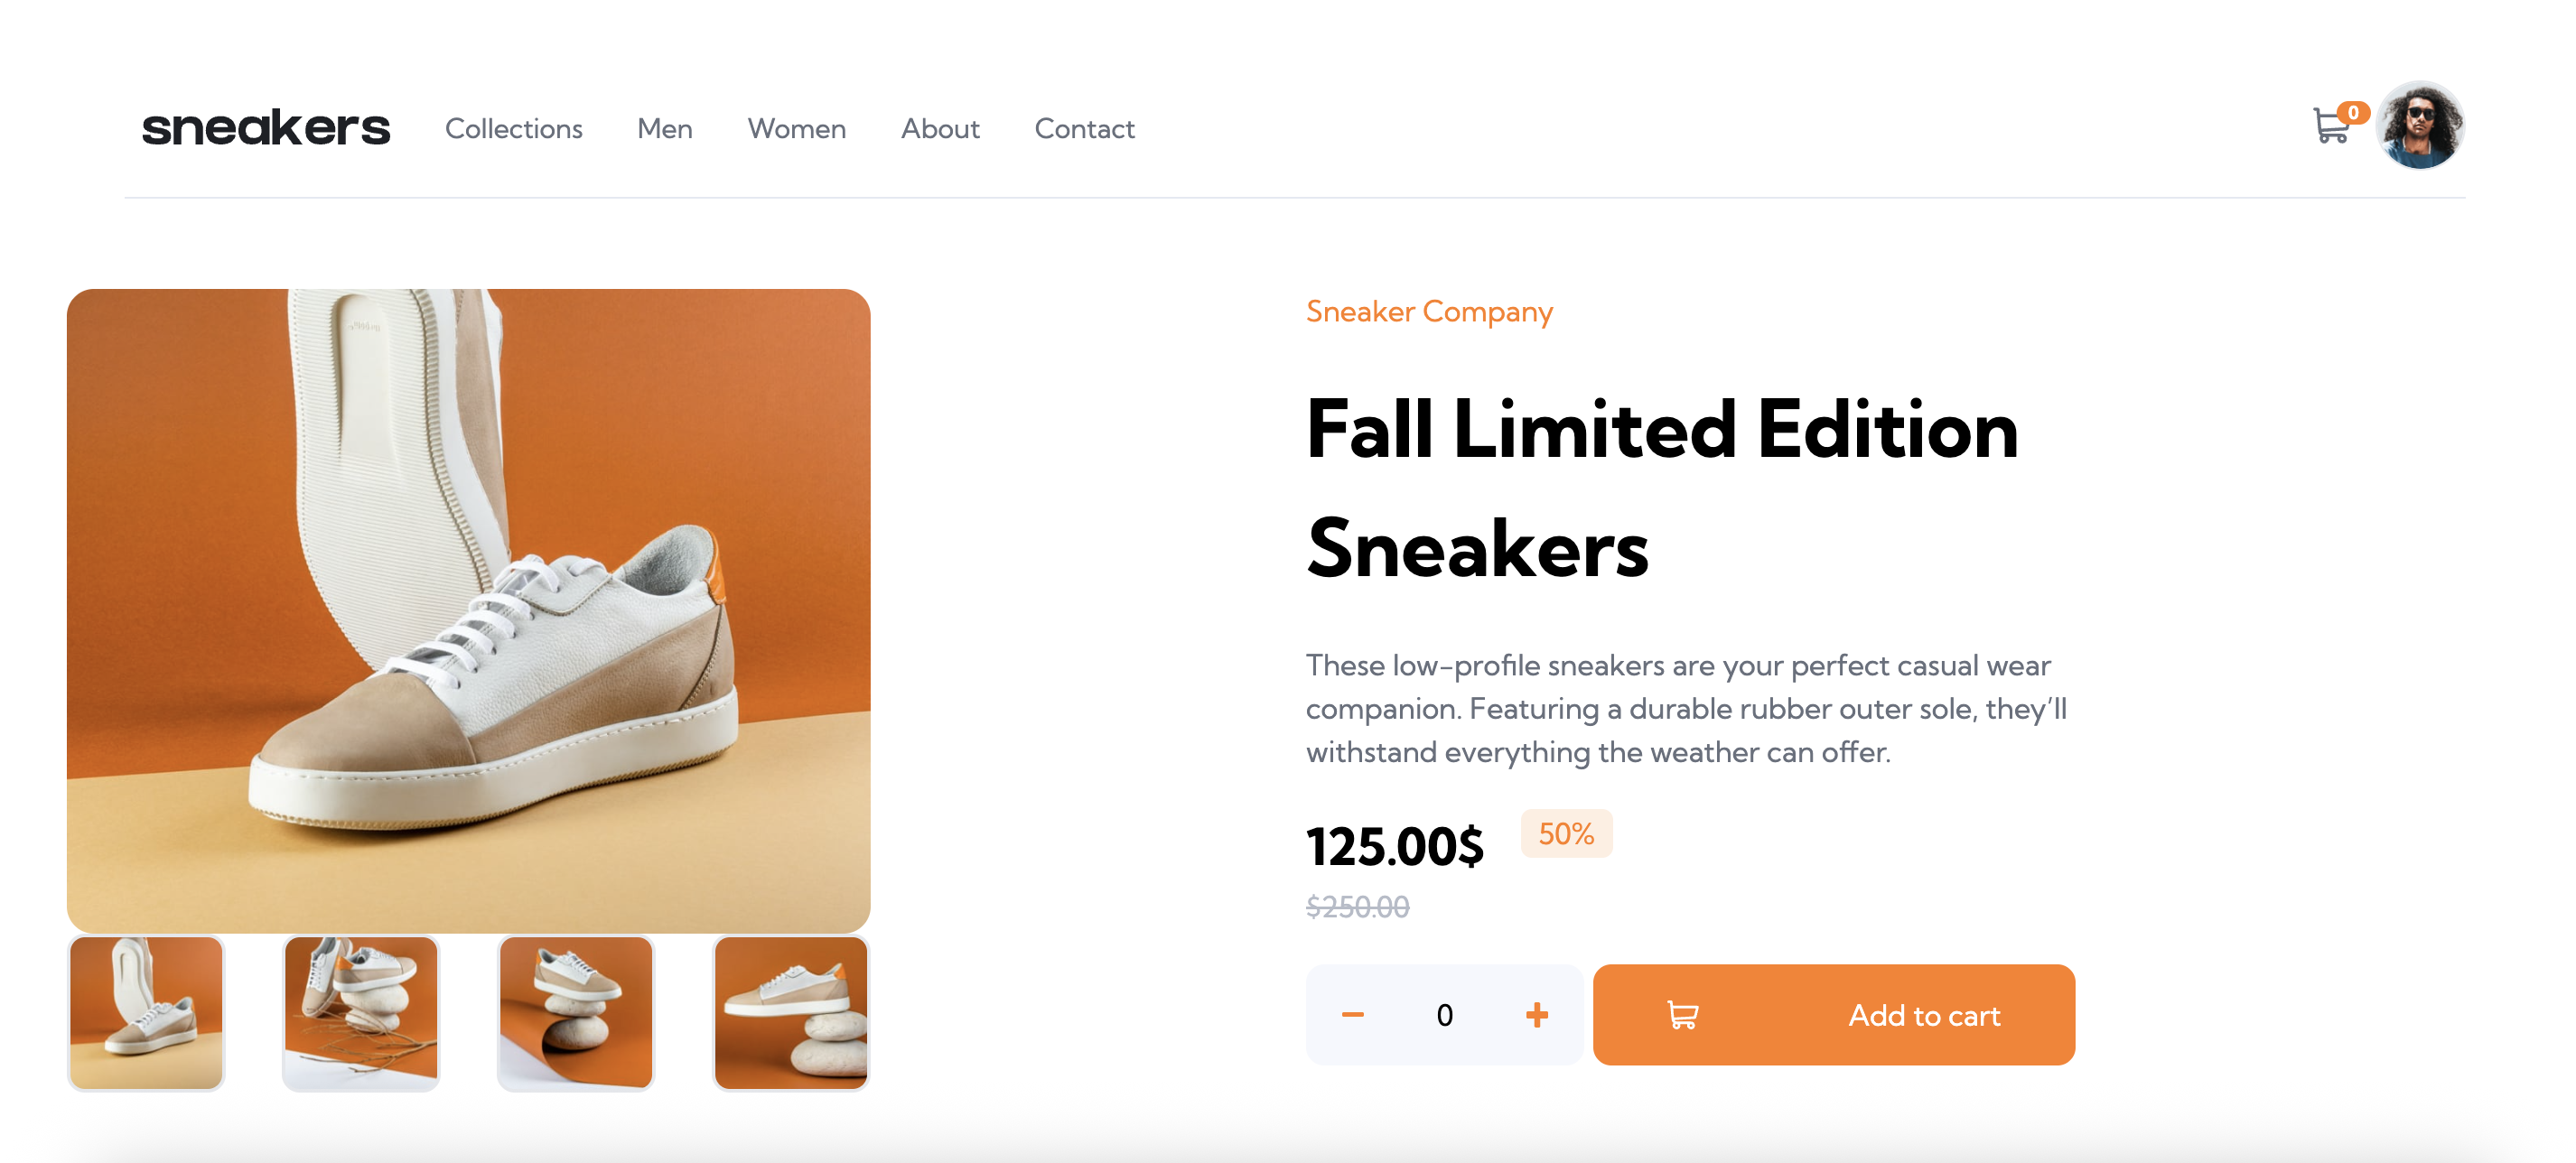 sneakers Collections Men Women About Contact 0
Sneaker Company
Fall Limited Edition
Sneakers
These low-profile sneakers are your perfect casual wear
companion. Featuring a durable rubber outer sole, they’ll
withstand everything the weather can offer.
125.00$ 50%
$250.00
0 Add to cart